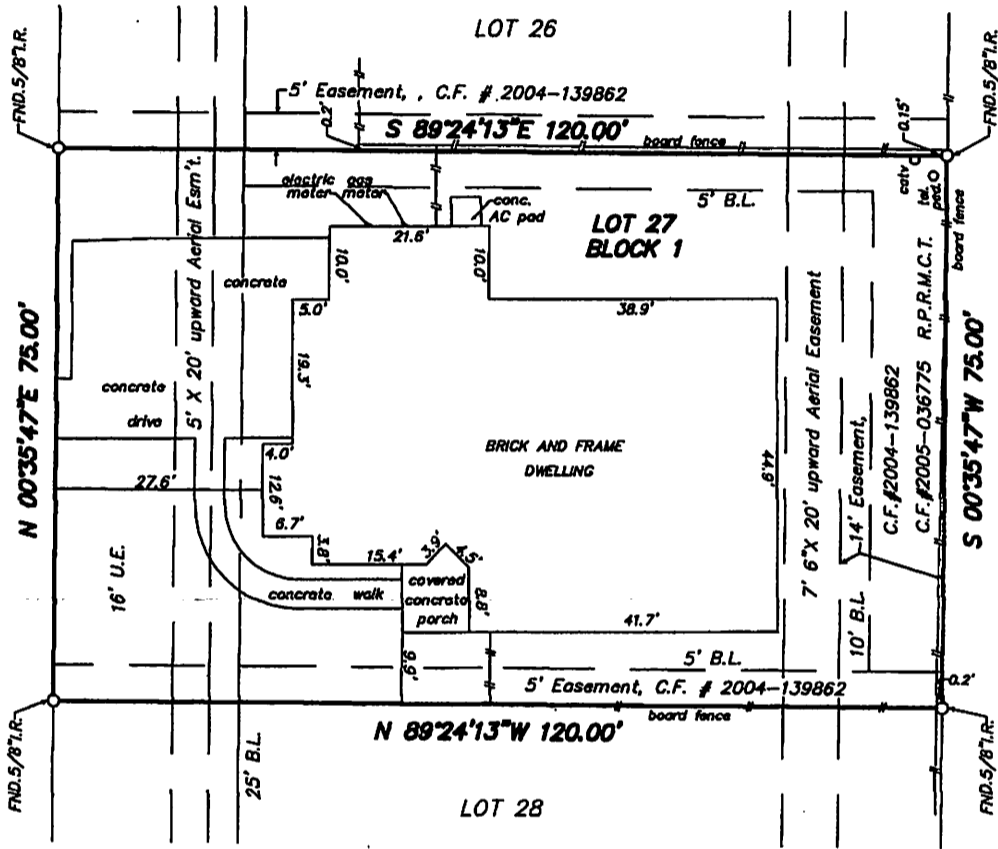 LOT 26
FND.5/8"I.R.
FND.5/8"I.R.
5' Easement, , C.F. # 2004-139862
0.2'
S 89°24'13"E 120.00'
board fence
0.15'
catv
tel. ped.
board fence
5' X 20' upward Aerial Esm't.
electric meter
gas meter
conc. AC pad
5' B.L.
LOT 27
BLOCK 1
21.6'
10.0'
10.0'
concrete
5.0'
38.9'
N 00°35'47"E 75.00'
19.3'
concrete
drive
4.0'
BRICK AND FRAME
DWELLING
44.9'
7' 6"X 20' upward Aerial Easement
14' Easement,
C.F.#2004-139862
C.F.#2005-036775 R.P.R.M.C.T.
S 00°35'47"W 75.00'
27.6'
12.6'
6.7'
3.8'
15.4'
3.9'
4.5'
16' U.E.
concrete walk
covered
concrete
porch
8.8'
41.7'
10' B.L.
9.9'
5' B.L.
5' Easement, C.F. # 2004-139862
0.2'
board fence
N 89°24'13"W 120.00'
25' B.L.
FND.5/8"I.R.
FND.5/8"I.R.
LOT 28